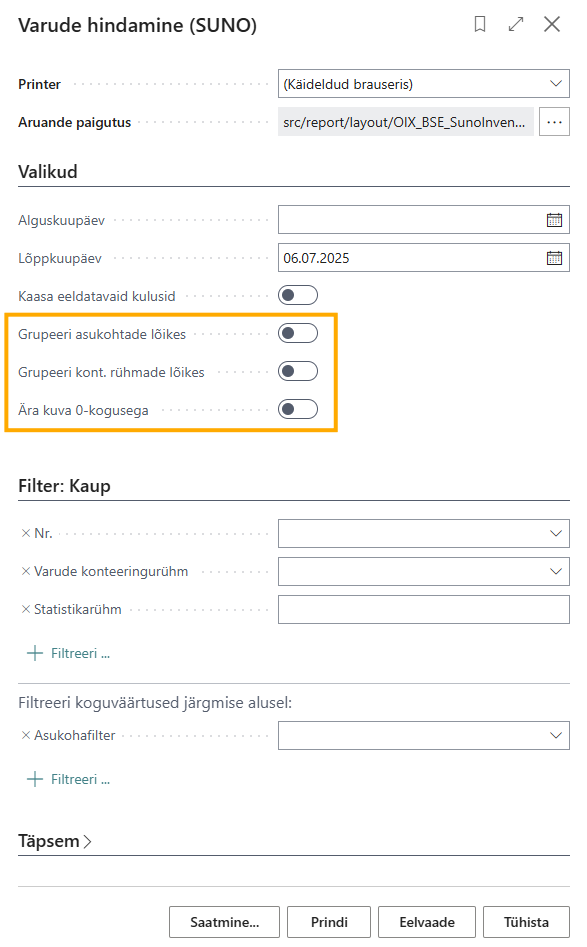 Varude hindamine (SUNO)
Printer (Käideldud brauseris)
Aruande paigutus src/report/layout/OIX_BSE_SunoInven...
Valikud
Alguskuupäev
Lõppkuupäev 06.07.2025
Kaasa eeldatavaid kulusid
Grupeeri asukohtade lõikes
Grupeeri kont. rühmade lõikes
Ära kuva 0-kogusega
Filter: Kaup
Nr.
Varude konteeringurühm
Statistikarühm
Filtreeri ...
Filtreeri koguväärtused järgmise alusel:
Asukohafilter
Filtreeri ...
Täpsem
Saatmine... Prindi Eelvaade Tühista